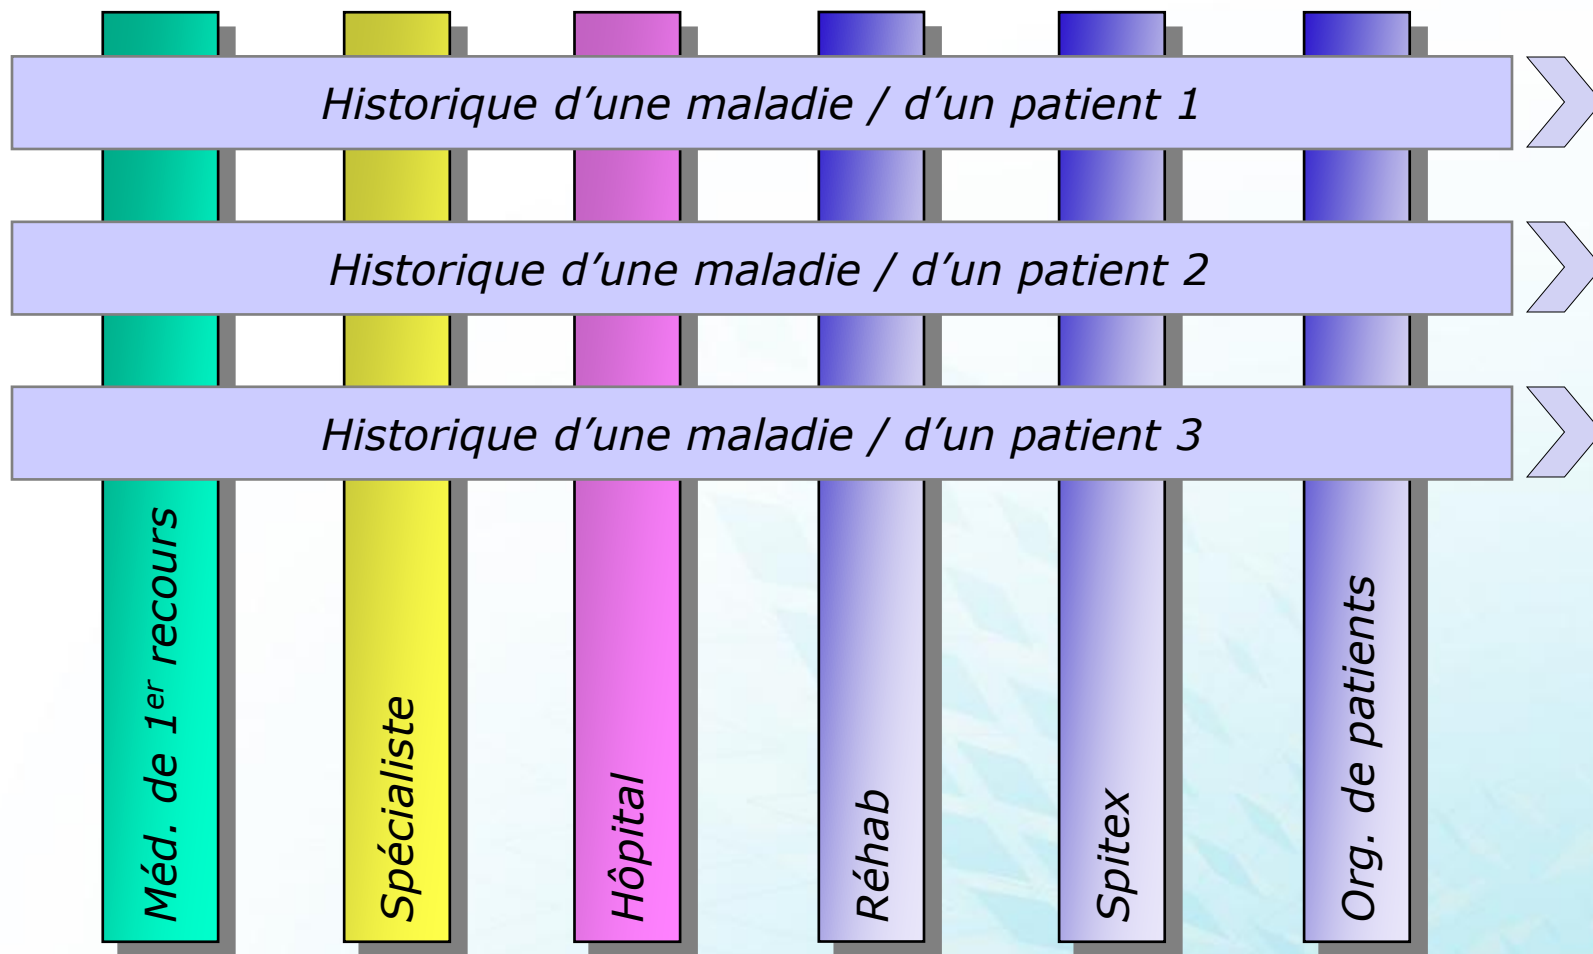 Historique d’une maladie / d’un patient 1
Historique d’une maladie / d’un patient 2
Historique d’une maladie / d’un patient 3
Méd. de 1er recours
Spécialiste
Hôpital
Réhab
Spitex
Org. de patients